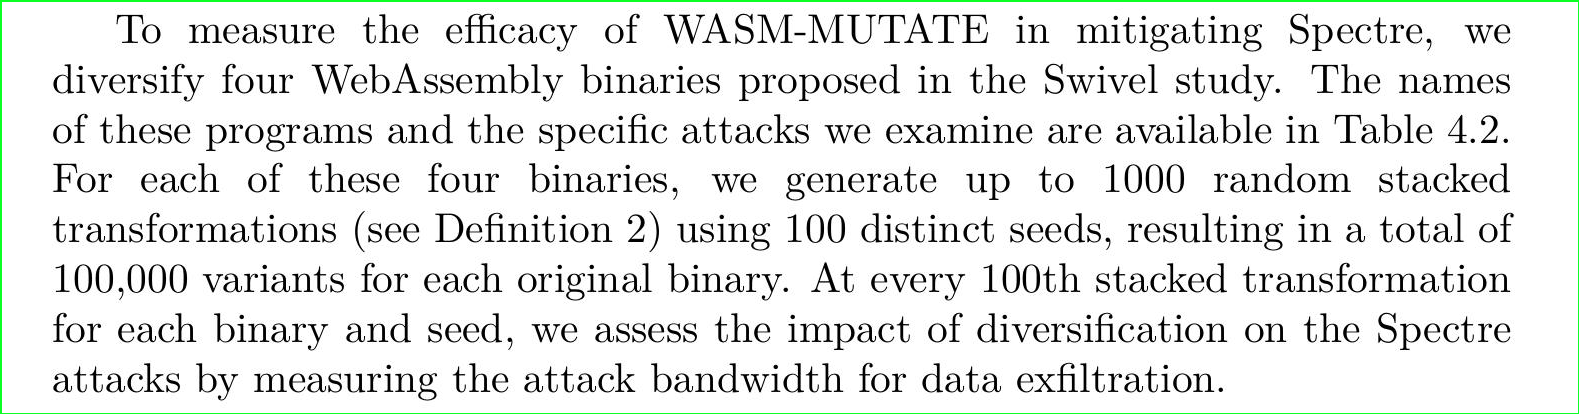 To measure the efficacy of WASM-MUTATE in mitigating Spectre, we
diversify four WebAssembly binaries proposed in the Swivel study. The names
of these programs and the specific attacks we examine are available in Table 4.2.
For each of these four binaries, we generate up to 1000 random stacked
transformations (see Definition 2) using 100 distinct seeds, resulting in a total of
100,000 variants for each original binary. At every 100th stacked transformation
for each binary and seed, we assess the impact of diversification on the Spectre
attacks by measuring the attack bandwidth for data exfiltration.